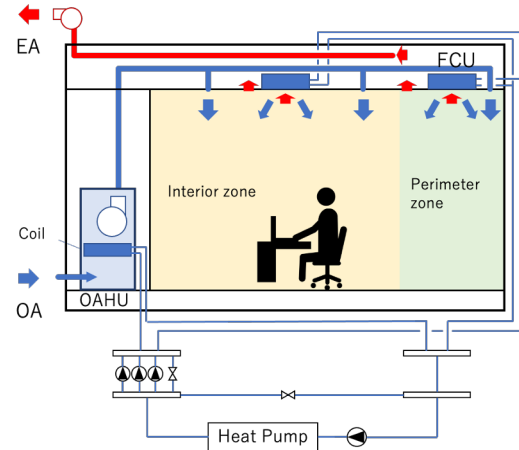 EA
FCU
Interior zone
Perimeter
zone
Coil
OA
OAHU
Heat Pump